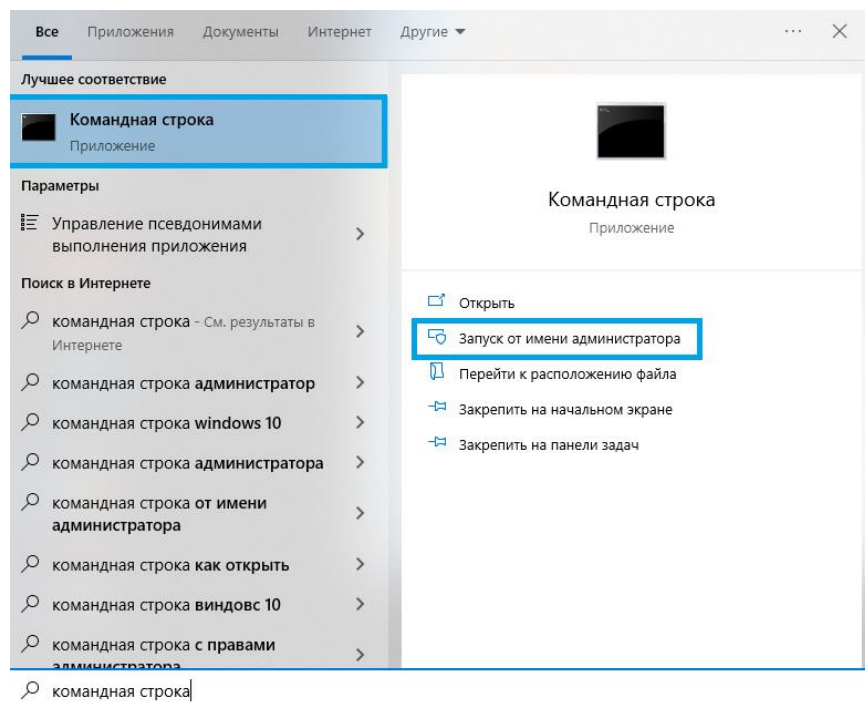 Все Приложения Документы Интернет Другие
Лучшее соответствие
Командная строка
Приложение
Параметры
Управление псевдонимами
выполнения приложения
Поиск в Интернете
командная строка - См. результаты в
Интернете
командная строка администратор
командная строка windows 10
командная строка администратора
командная строка от имени
администратора
командная строка как открыть
командная строка виндовс 10
командная строка с правами
администратора
командная строка
Командная строка
Приложение
Открыть
Запуск от имени администратора
Перейти к расположению файла
Закрепить на начальном экране
Закрепить на панели задач